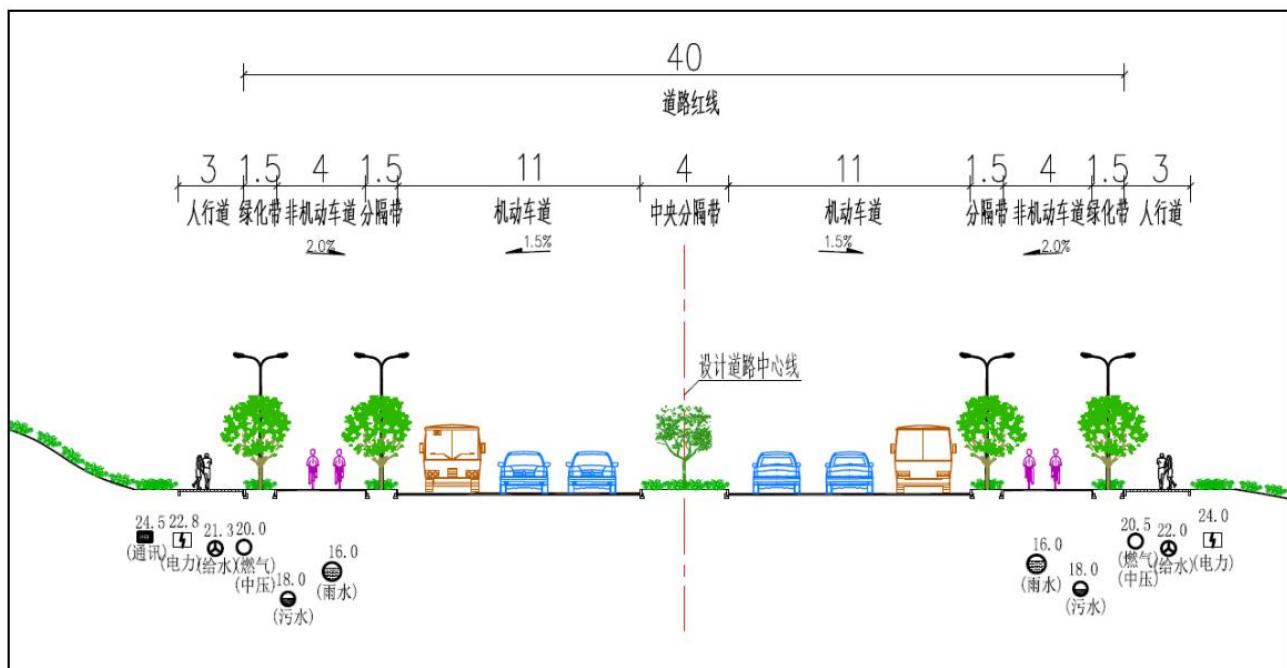 40
道路红线
3 1.5 4 1.5 11 4 11 1.5 4 1.5 3
人行道 绿化带 非机动车道 分隔带 机动车道 中央分隔带 机动车道 分隔带 非机动车道 绿化带 人行道
2.0% 1.5% 1.5% 2.0%
设计道路中心线
24.5 22.8 21.3 20.0 18.0 16.0 16.0 18.0 20.5 22.0 24.0
(通讯) (电力) (给水) (燃气) (污水) (雨水) (雨水) (污水) (燃气) (给水) (电力)
(中压) (中压)